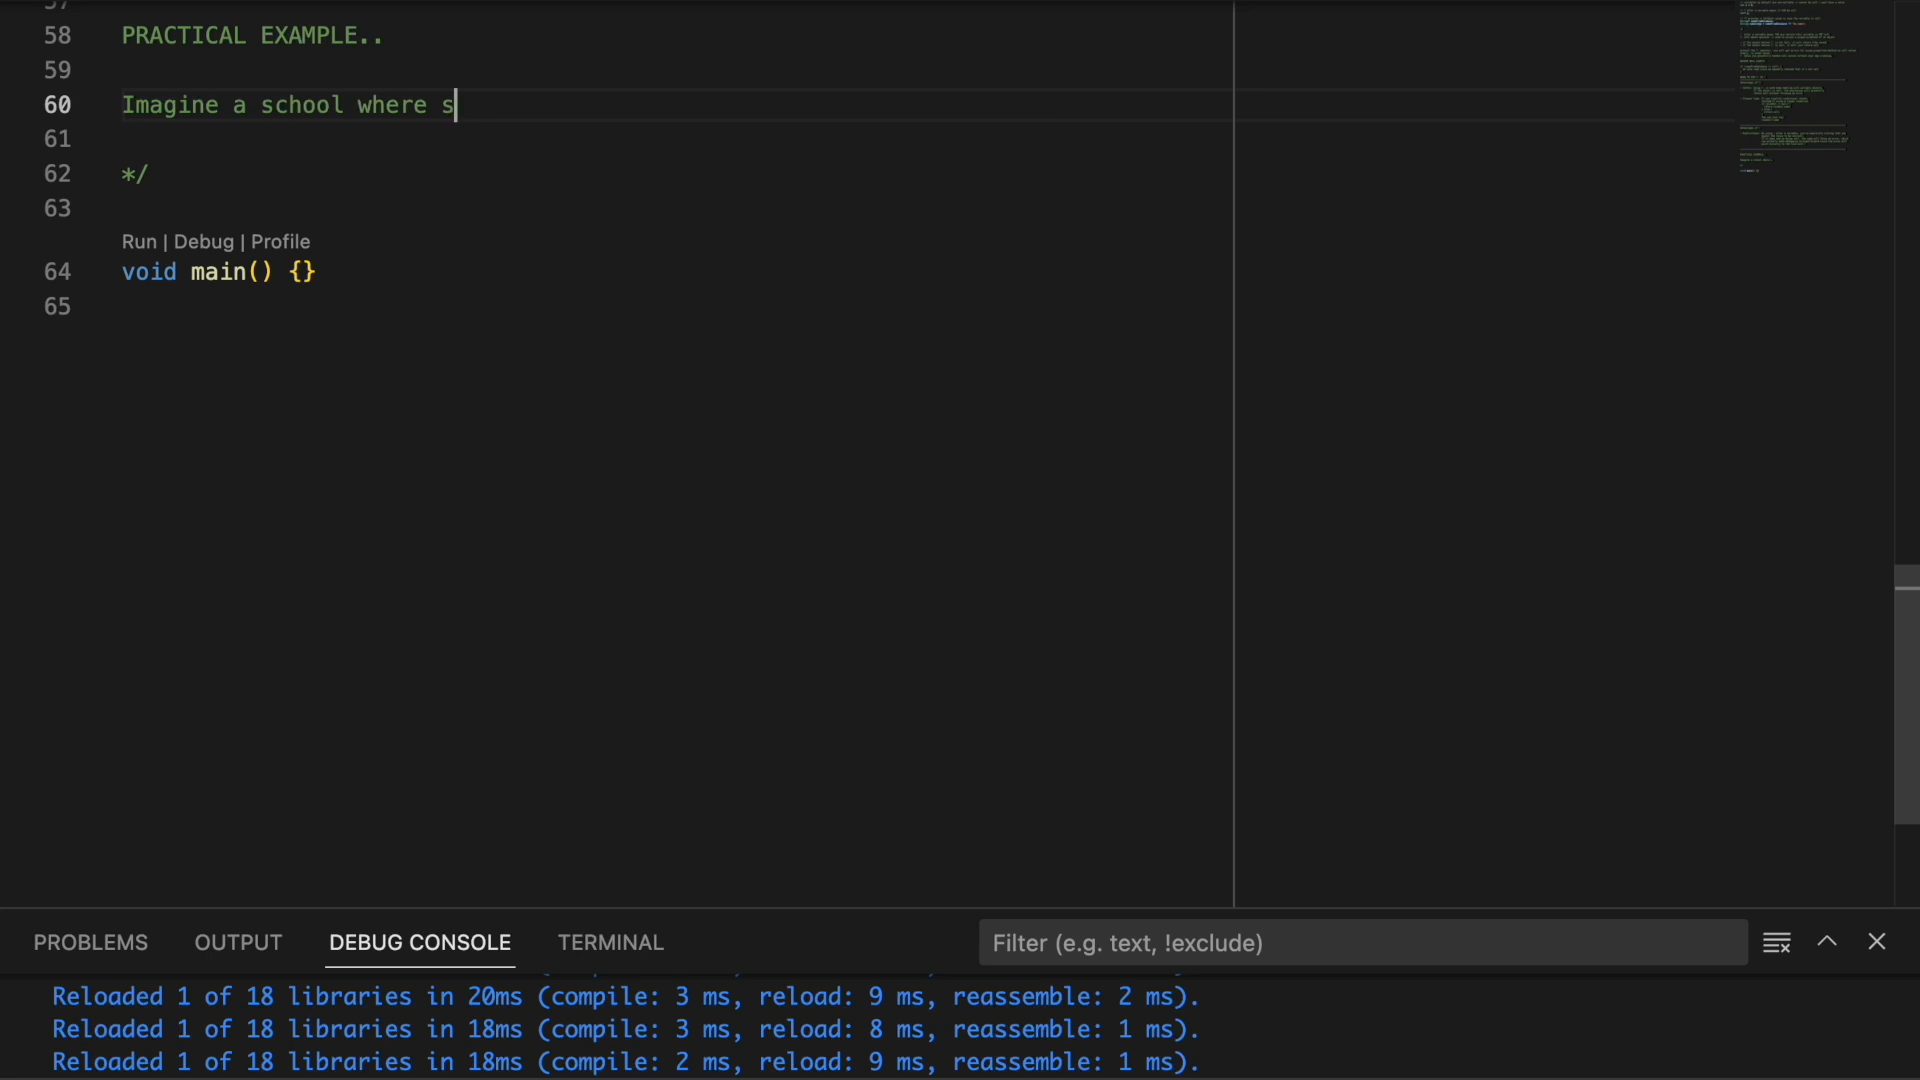 58 PRACTICAL EXAMPLE..
59
60 Imagine a school where s
61
62 */
63
Run | Debug | Profile
64 void main() {}
65
PROBLEMS OUTPUT DEBUG CONSOLE TERMINAL Filter (e.g. text, !exclude)
Reloaded 1 of 18 libraries in 20ms (compile: 3 ms, reload: 9 ms, reassemble: 2 ms).
Reloaded 1 of 18 libraries in 18ms (compile: 3 ms, reload: 8 ms, reassemble: 1 ms).
Reloaded 1 of 18 libraries in 18ms (compile: 2 ms, reload: 9 ms, reassemble: 1 ms).